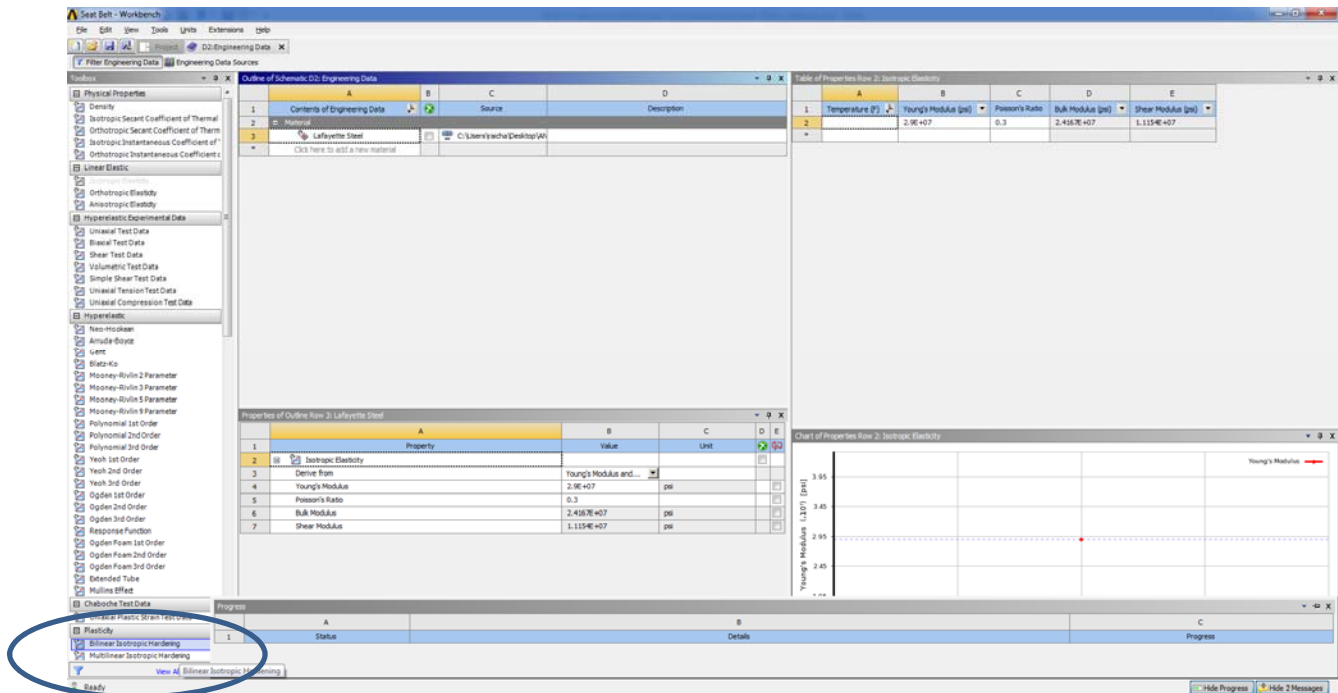 Seat Belt - Workbench
File Edit View Tools Units Extensions Help
Project D2:Engineering Data
Filter Engineering Data Engineering Data Sources
Toolbox
Physical Properties
Density
Isotropic Secant Coefficient of Thermal
Orthotropic Secant Coefficient of Therm
Isotropic Instantaneous Coefficient of
Orthotropic Instantaneous Coefficient c
Linear Elastic
Isotropic Elasticity
Orthotropic Elasticity
Anisotropic Elasticity
Hyperelastic Experimental Data
Uniaxial Test Data
Biaxial Test Data
Shear Test Data
Volumetric Test Data
Simple Shear Test Data
Uniaxial Tension Test Data
Uniaxial Compression Test Data
Hyperelastic
Neo-Hookean
Arruda-Boyce
Gent
Blatz-Ko
Mooney-Rivlin 2 Parameter
Mooney-Rivlin 3 Parameter
Mooney-Rivlin 5 Parameter
Mooney-Rivlin 9 Parameter
Polynomial 1st Order
Polynomial 2nd Order
Polynomial 3rd Order
Yeoh 1st Order
Yeoh 2nd Order
Yeoh 3rd Order
Ogden 1st Order
Ogden 2nd Order
Ogden 3rd Order
Response Function
Ogden Foam 1st Order
Ogden Foam 2nd Order
Ogden Foam 3rd Order
Extended Tube
Mullins Effect
Chaboche Test Data
Uniaxial Plastic Strain Test Data
Plasticity
Bilinear Isotropic Hardening
Multilinear Isotropic Hardening
View Al Bilinear Isotropic Hardening
Ready
Outline of Schematic D2: Engineering Data
A B C D
1 Contents of Engineering Data Source Description
2 Material
3 Lafayette Steel C:\Users\raicha\Desktop\AN
* Click here to add a new material
Properties of Outline Row 3: Lafayette Steel
A B C D E
1 Property Value Unit
2 Isotropic Elasticity
3 Derive from Young's Modulus and...
4 Young's Modulus 2.9E+07 psi
5 Poisson's Ratio 0.3
6 Bulk Modulus 2.4167E+07 psi
7 Shear Modulus 1.1154E+07 psi
Table of Properties Row 2: Isotropic Elasticity
A B C D E
1 Temperature (F) Young's Modulus (psi) Poisson's Ratio Bulk Modulus (psi) Shear Modulus (psi)
2 2.9E+07 0.3 2.4167E+07 1.1154E+07
*
Chart of Properties Row 2: Isotropic Elasticity
Young's Modulus
Young's Modulus (.10⁷) [psi]
3.95
3.45
2.95
2.45
Progress
A B C
1 Status Details Progress
Hide Progress Hide 2 Messages